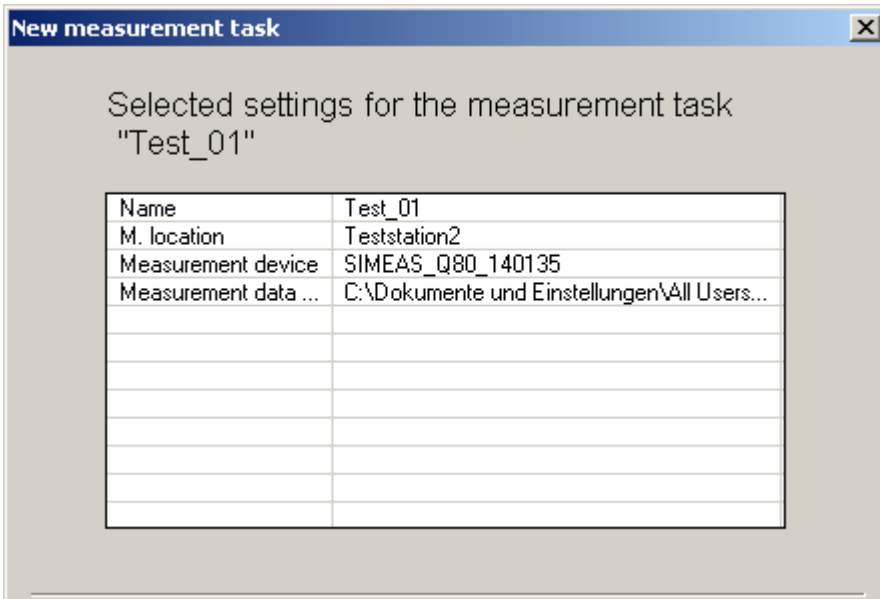 New measurement task
Selected settings for the measurement task
"Test_01"
Name Test_01
M. location Teststation2
Measurement device SIMEAS_Q80_140135
Measurement data ... C:\Dokumente und Einstellungen\All Users...